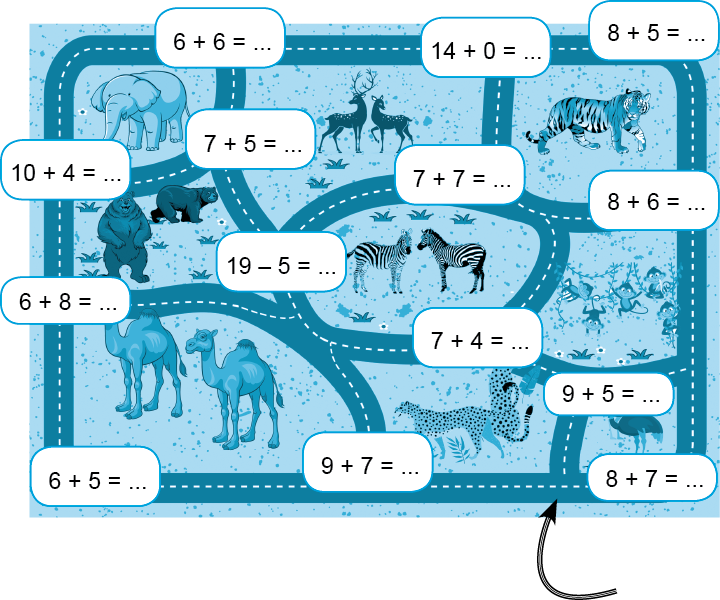 6 + 6 = ...
14 + 0 = ...
8 + 5 = ...
7 + 5 = ...
10 + 4 = ...
7 + 7 = ...
8 + 6 = ...
19 – 5 = ...
6 + 8 = ...
7 + 4 = ...
9 + 5 = ...
6 + 5 = ...
9 + 7 = ...
8 + 7 = ...